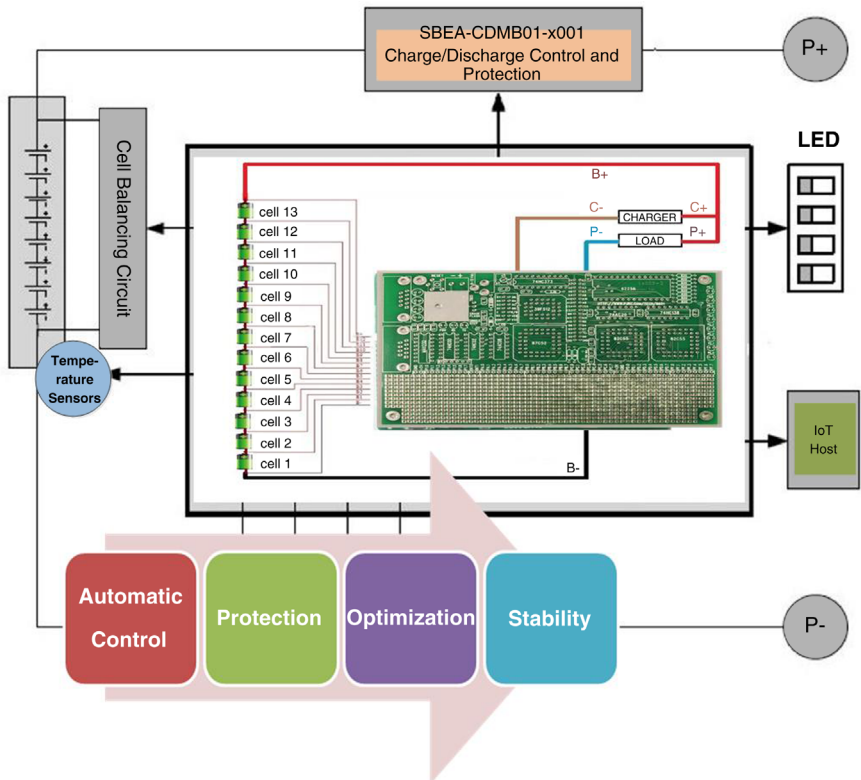 SBEA-CDMB01-x001
Charge/Discharge Control and
Protection
P+
LED
Cell Balancing Circuit
B+
C-
CHARGER
C+
P-
LOAD
P+
cell 13
cell 12
cell 11
cell 10
cell 9
cell 8
cell 7
cell 6
cell 5
cell 4
cell 3
cell 2
cell 1
B-
Tempe-
rature
Sensors
IoT
Host
Automatic
Control
Protection
Optimization
Stability
P-